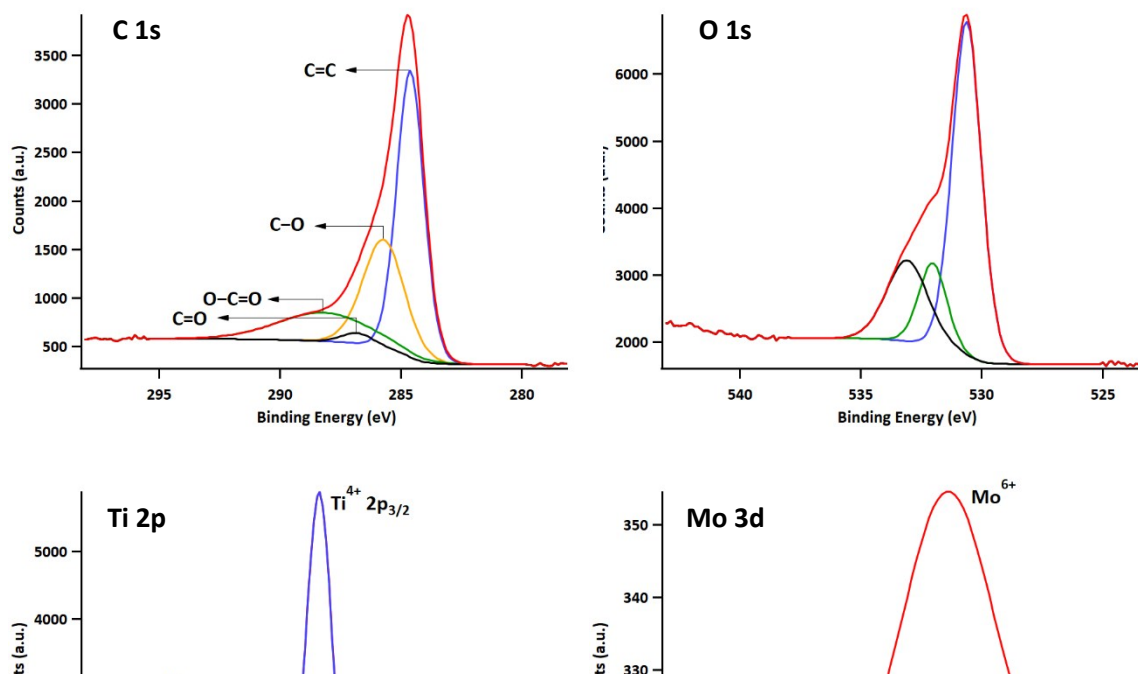 C 1s
3500
3000
2500
2000
1500
1000
500
Counts (a.u.)
C=C
C–O
O–C=O
C=O
295
290
285
280
Binding Energy (eV)
O 1s
6000
5000
4000
3000
2000
540
535
530
525
Binding Energy (eV)
Ti 2p
5000
4000
Ti4+ 2p3/2
Mo 3d
350
340
330
Mo6+